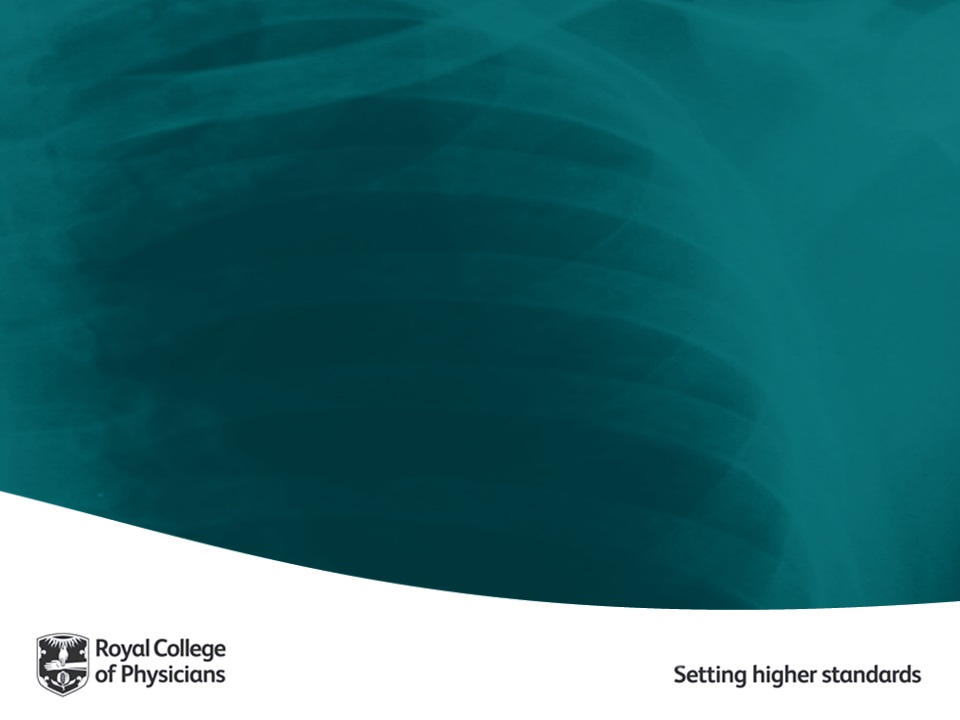 Royal College
of Physicians
Setting higher standards